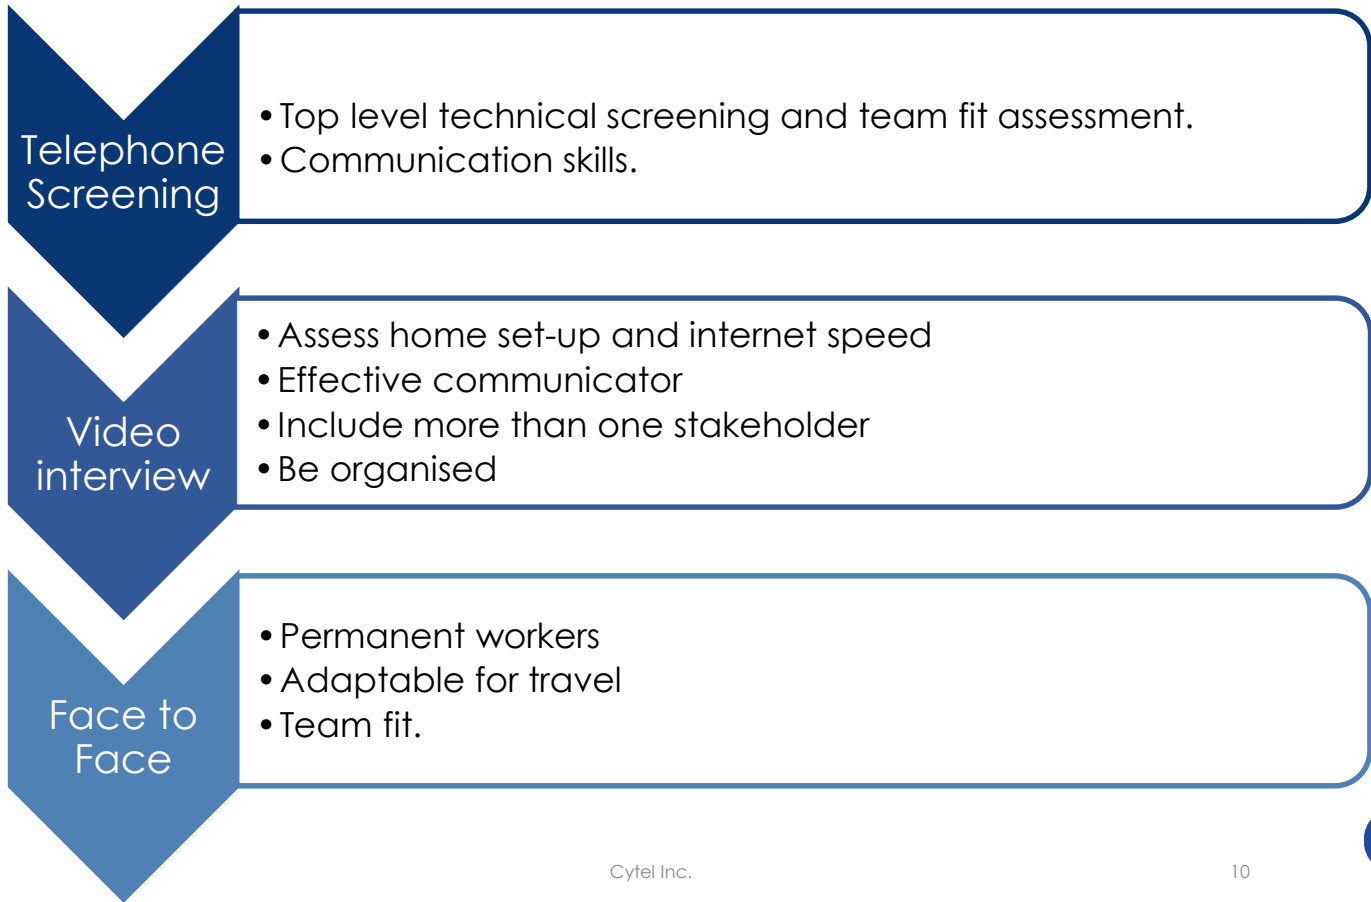 Telephone
Screening
•Top level technical screening and team fit assessment.
•Communication skills.
Video
interview
•Assess home set-up and internet speed
•Effective communicator
•Include more than one stakeholder
•Be organised
Face to
Face
•Permanent workers
•Adaptable for travel
•Team fit.
Cytel Inc.
10